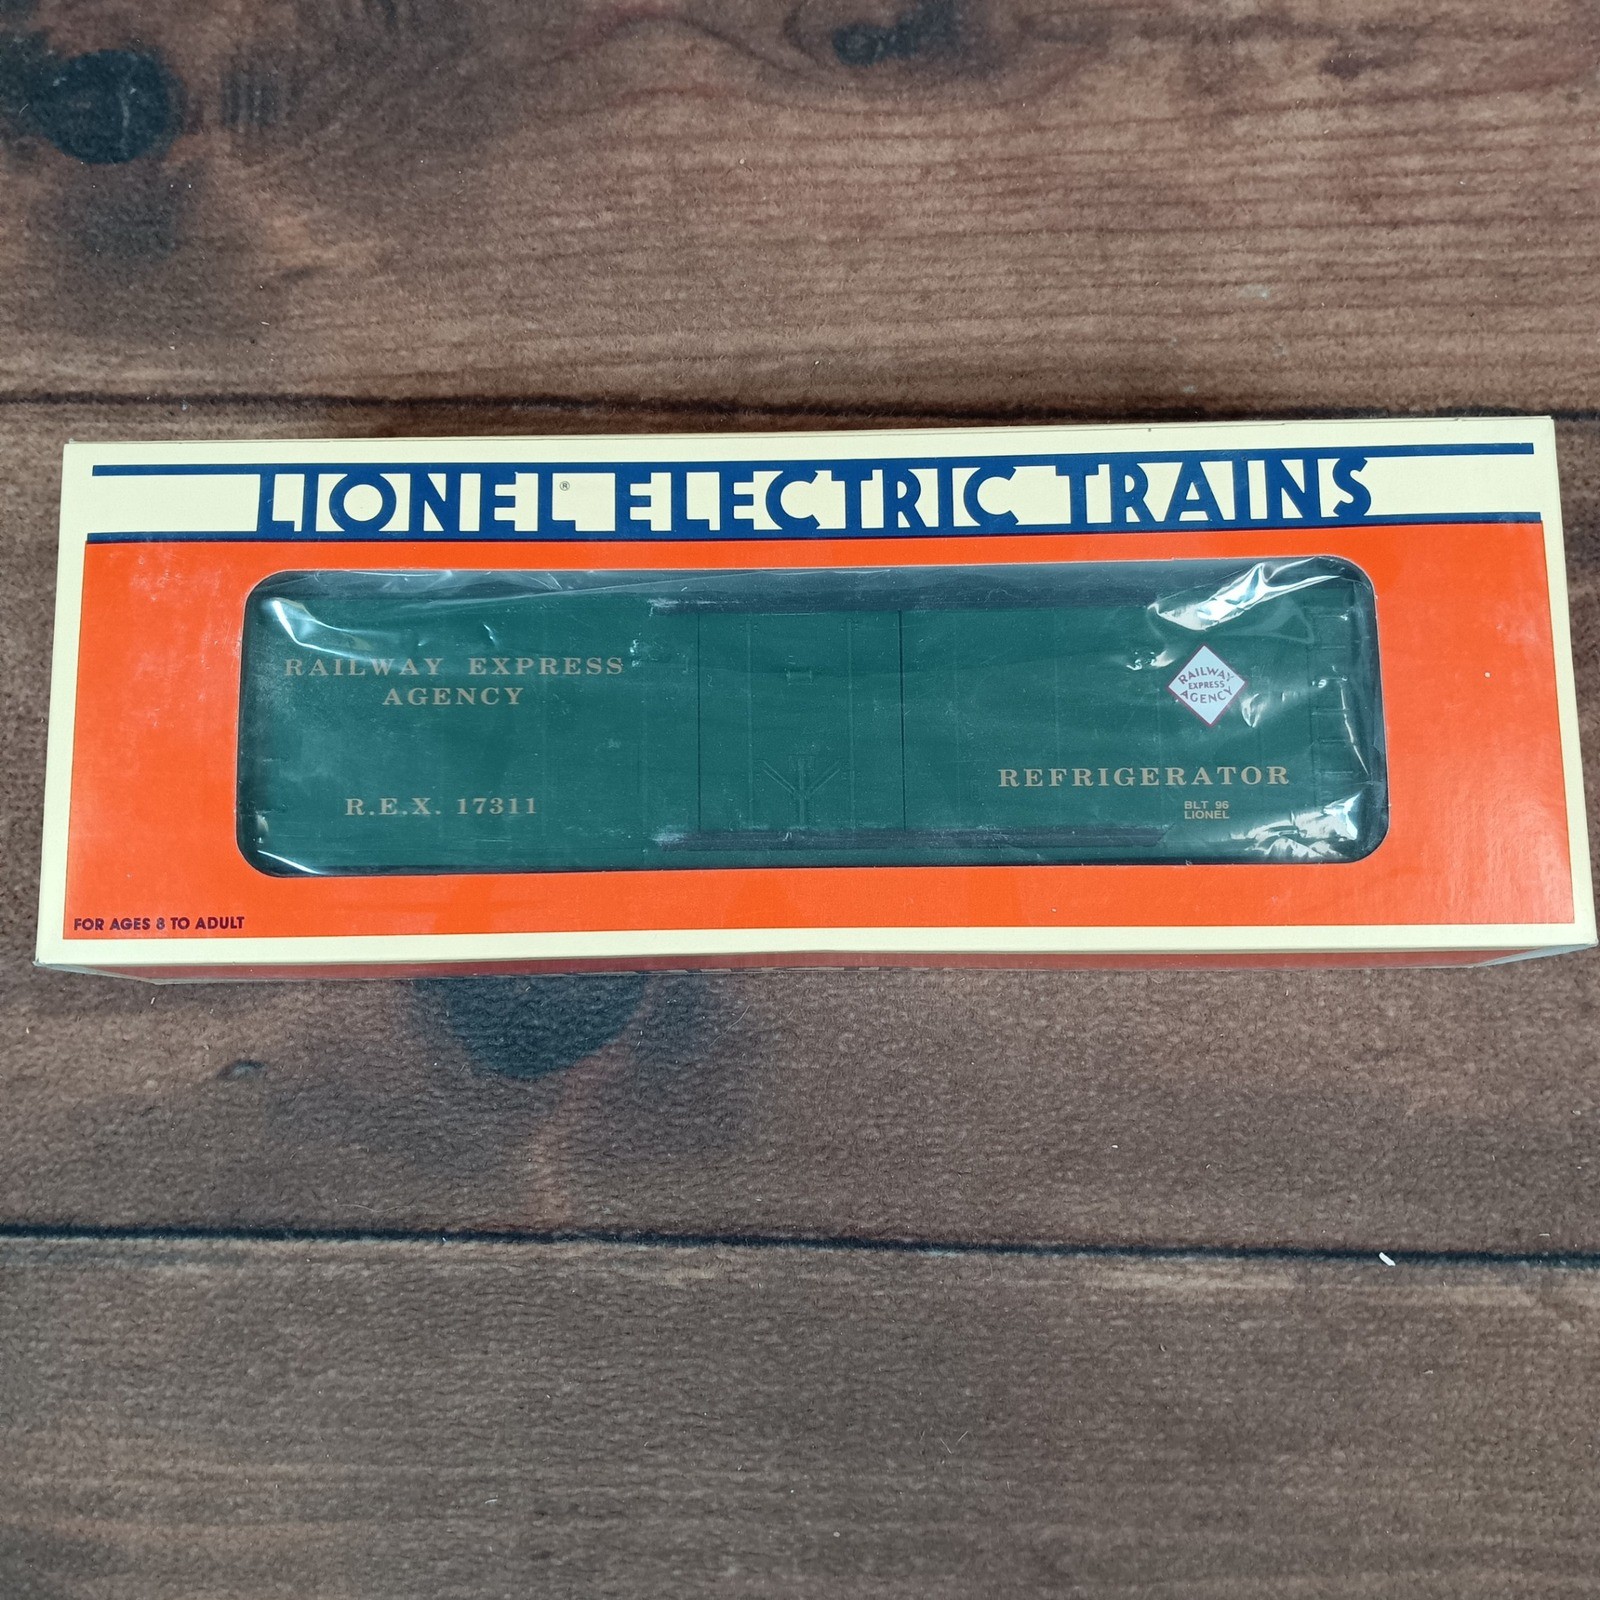 LIONEL® ELECTRIC TRAINS
RAILWAY EXPRESS
AGENCY
R.E.X. 17311
RAILWAY
EXPRESS
AGENCY
REFRIGERATOR
BLT 96
LIONEL
FOR AGES 8 TO ADULT